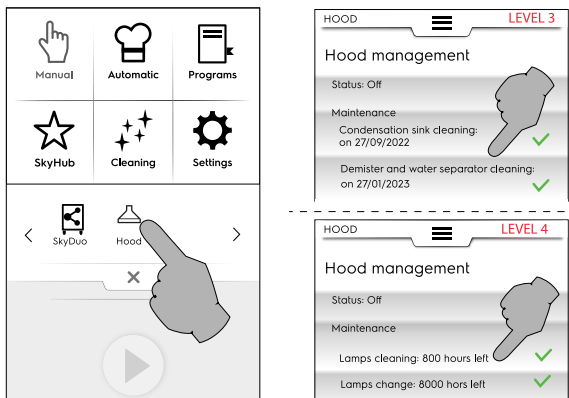 Manual
Automatic
Programs
SkyHub
Cleaning
Settings
SkyDuo
Hood
HOOD
LEVEL 3
Hood management
Status: Off
Maintenance
Condensation sink cleaning:
on 27/09/2022
Demister and water separator cleaning:
on 27/01/2023
HOOD
LEVEL 4
Hood management
Status: Off
Maintenance
Lamps cleaning: 800 hours left
Lamps change: 8000 hors left